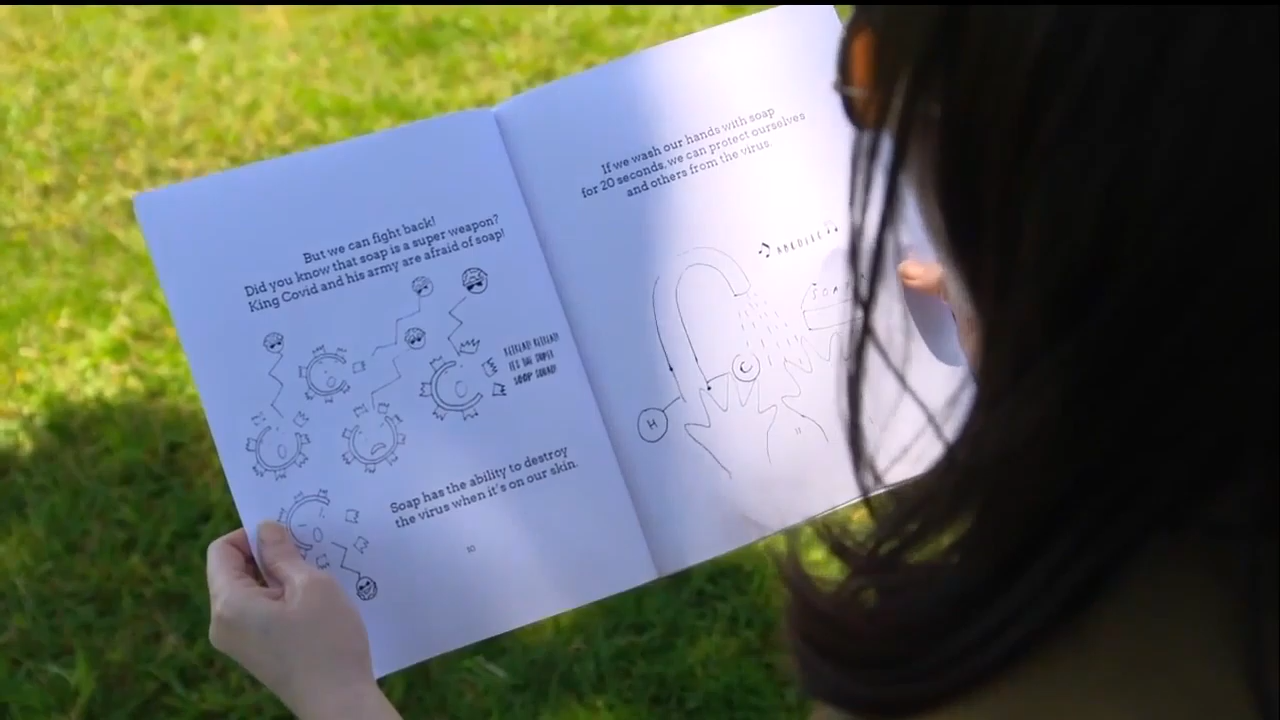 But we can fight back!
Did you know that soap is a super weapon?
King Covid and his army are afraid of soap!
RETREAT! RETREAT!
IT'S THE SUPER
SOAP SQUAD!
Soap has the ability to destroy
the virus when it's on our skin.
10
If we wash our hands with soap
for 20 seconds, we can protect ourselves
and others from the virus.
SOAP
C
H
11